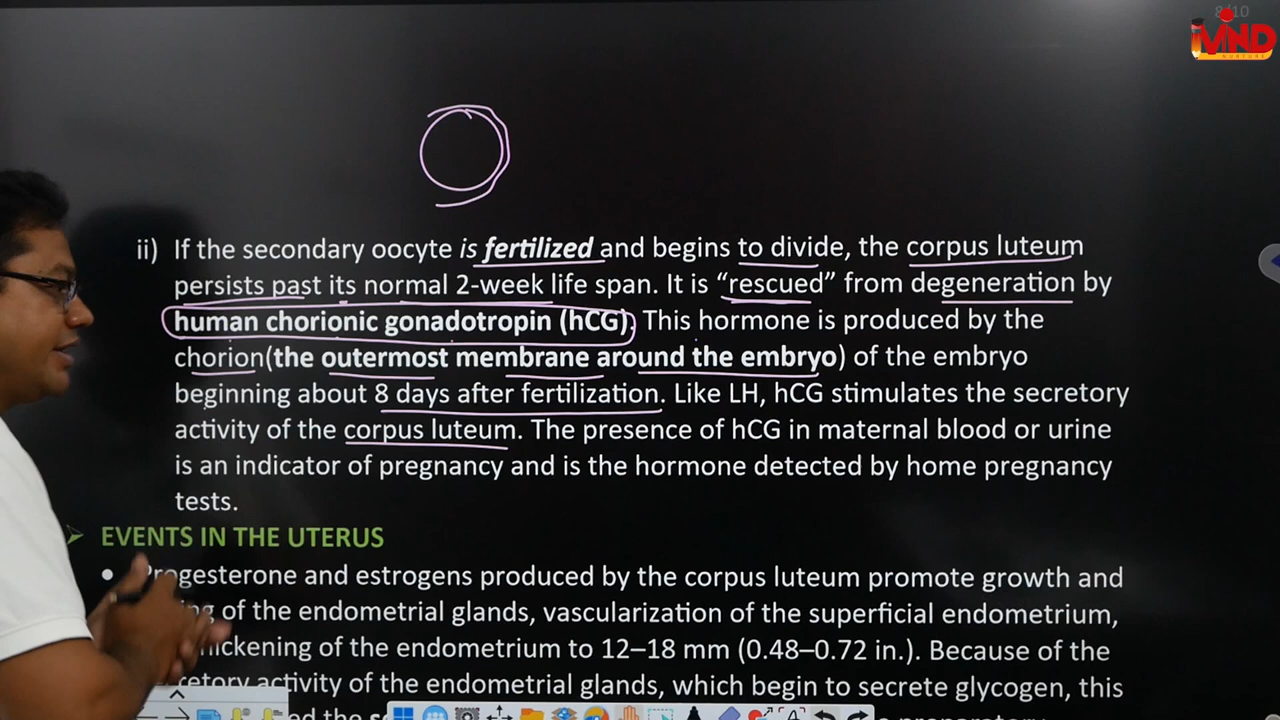 8/10
iMIND
NURTURE
ii) If the secondary oocyte is fertilized and begins to divide, the corpus luteum
persists past its normal 2-week life span. It is “rescued” from degeneration by
human chorionic gonadotropin (hCG). This hormone is produced by the
chorion(the outermost membrane around the embryo) of the embryo
beginning about 8 days after fertilization. Like LH, hCG stimulates the secretory
activity of the corpus luteum. The presence of hCG in maternal blood or urine
is an indicator of pregnancy and is the hormone detected by home pregnancy
tests.
EVENTS IN THE UTERUS
Progesterone and estrogens produced by the corpus luteum promote growth and
of the endometrial glands, vascularization of the superficial endometrium,
hickening of the endometrium to 12–18 mm (0.48–0.72 in.). Because of the
retory activity of the endometrial glands, which begin to secrete glycogen, this